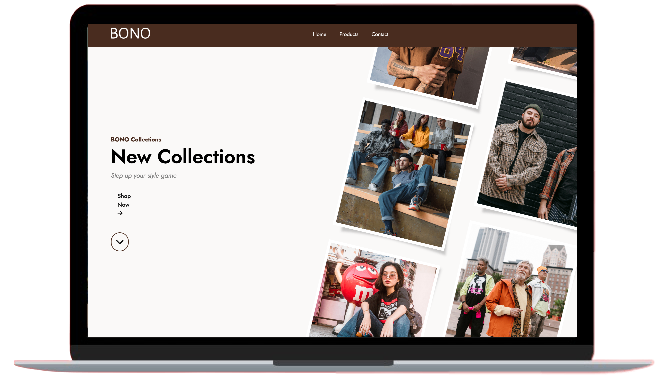 BONO
Home Products Contact
BONO Collections
New Collections
Step up your style game
Shop
Now
→